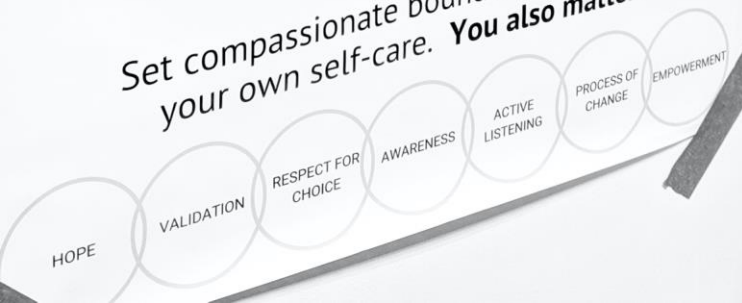 Set compassionate
your own self-care. You also
HOPE
VALIDATION
RESPECT FOR
CHOICE
AWARENESS
ACTIVE
LISTENING
PROCESS OF
CHANGE
EMPOWERMENT